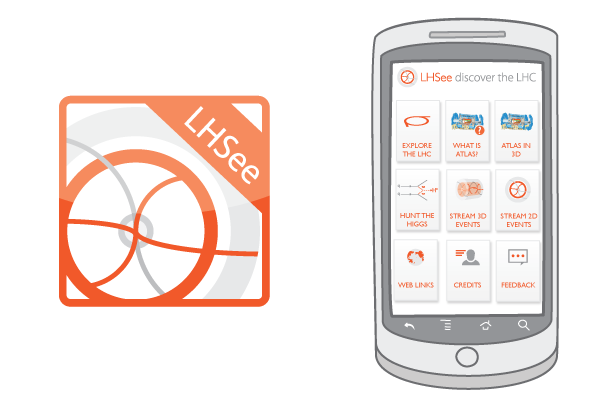 LHSee
LHSee discover the LHC
EXPLORE
THE LHC
WHAT IS
ATLAS?
ATLAS IN
3D
HUNT THE
HIGGS
STREAM 3D
EVENTS
STREAM 2D
EVENTS
WEB LINKS
CREDITS
FEEDBACK